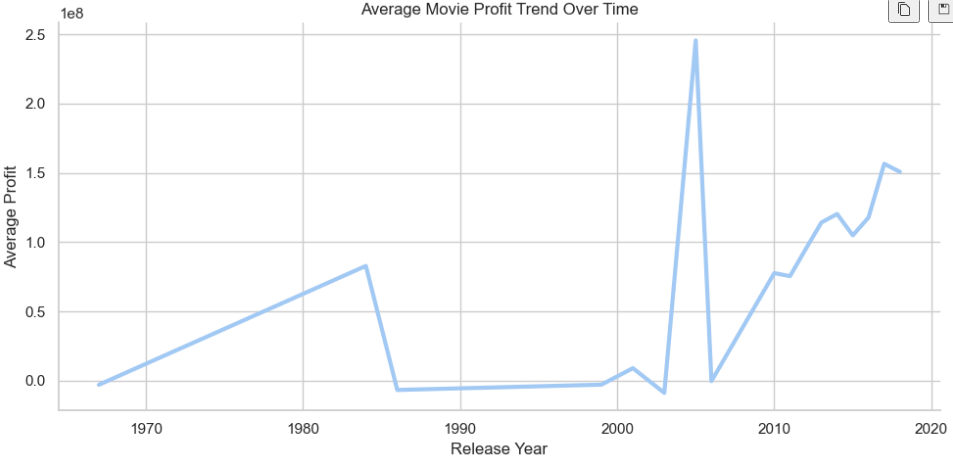 Average Movie Profit Trend Over Time
1e8
2.5
2.0
1.5
1.0
0.5
0.0
Average Profit
1970 1980 1990 2000 2010 2020
Release Year